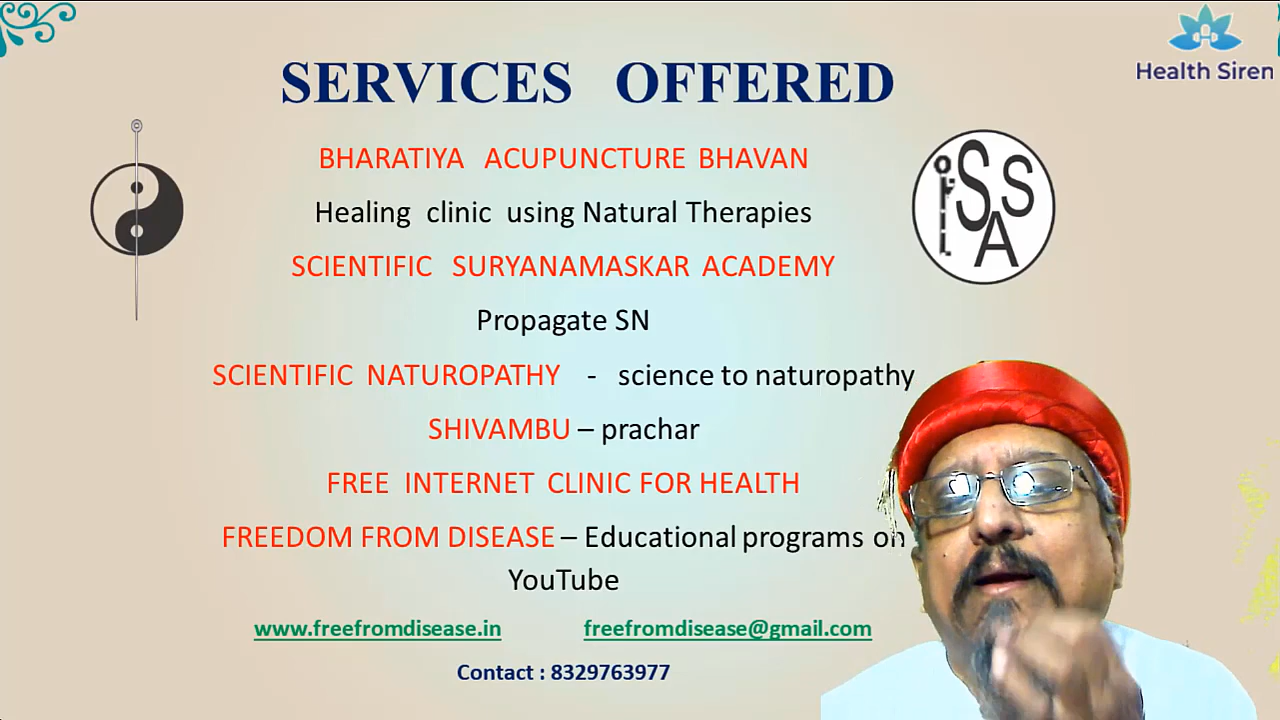 Health Siren
SERVICES OFFERED
BHARATIYA ACUPUNCTURE BHAVAN
Healing clinic using Natural Therapies
SCIENTIFIC SURYANAMASKAR ACADEMY
Propagate SN
SCIENTIFIC NATUROPATHY - science to naturopathy
SHIVAMBU – prachar
FREE INTERNET CLINIC FOR HEALTH
FREEDOM FROM DISEASE – Educational programs on
YouTube
www.freefromdisease.in freefromdisease@gmail.com
Contact : 8329763977
SSA